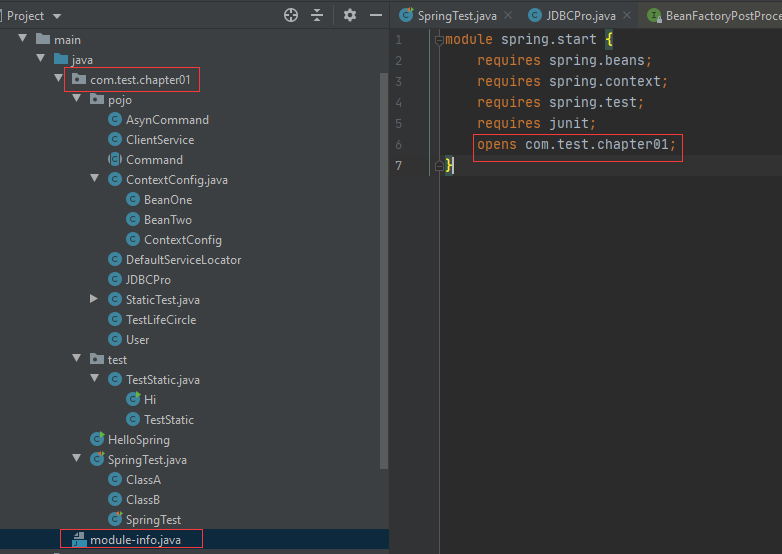 Project
main
java
com.test.chapter01
pojo
AsynCommand
ClientService
Command
ContextConfig.java
BeanOne
BeanTwo
ContextConfig
DefaultServiceLocator
JDBCPro
StaticTest.java
TestLifeCircle
User
test
TestStatic.java
Hi
TestStatic
HelloSpring
SpringTest.java
ClassA
ClassB
SpringTest
module-info.java
SpringTest.java JDBCPro.java BeanFactoryPostProce
1 module spring.start {
2 requires spring.beans;
3 requires spring.context;
4 requires spring.test;
5 requires junit;
6 opens com.test.chapter01;
7 }